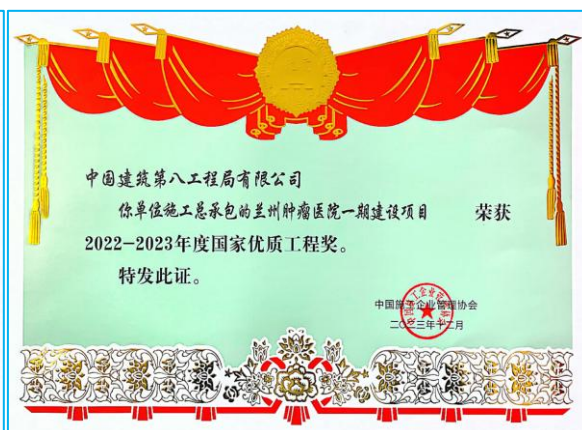 中国建筑第八工程局有限公司
你单位施工总承包的兰州肿瘤医院一期建设项目 荣获
2022-2023年度国家优质工程奖。
特发此证。
中国施工企业管理协会
二〇二三年十二月